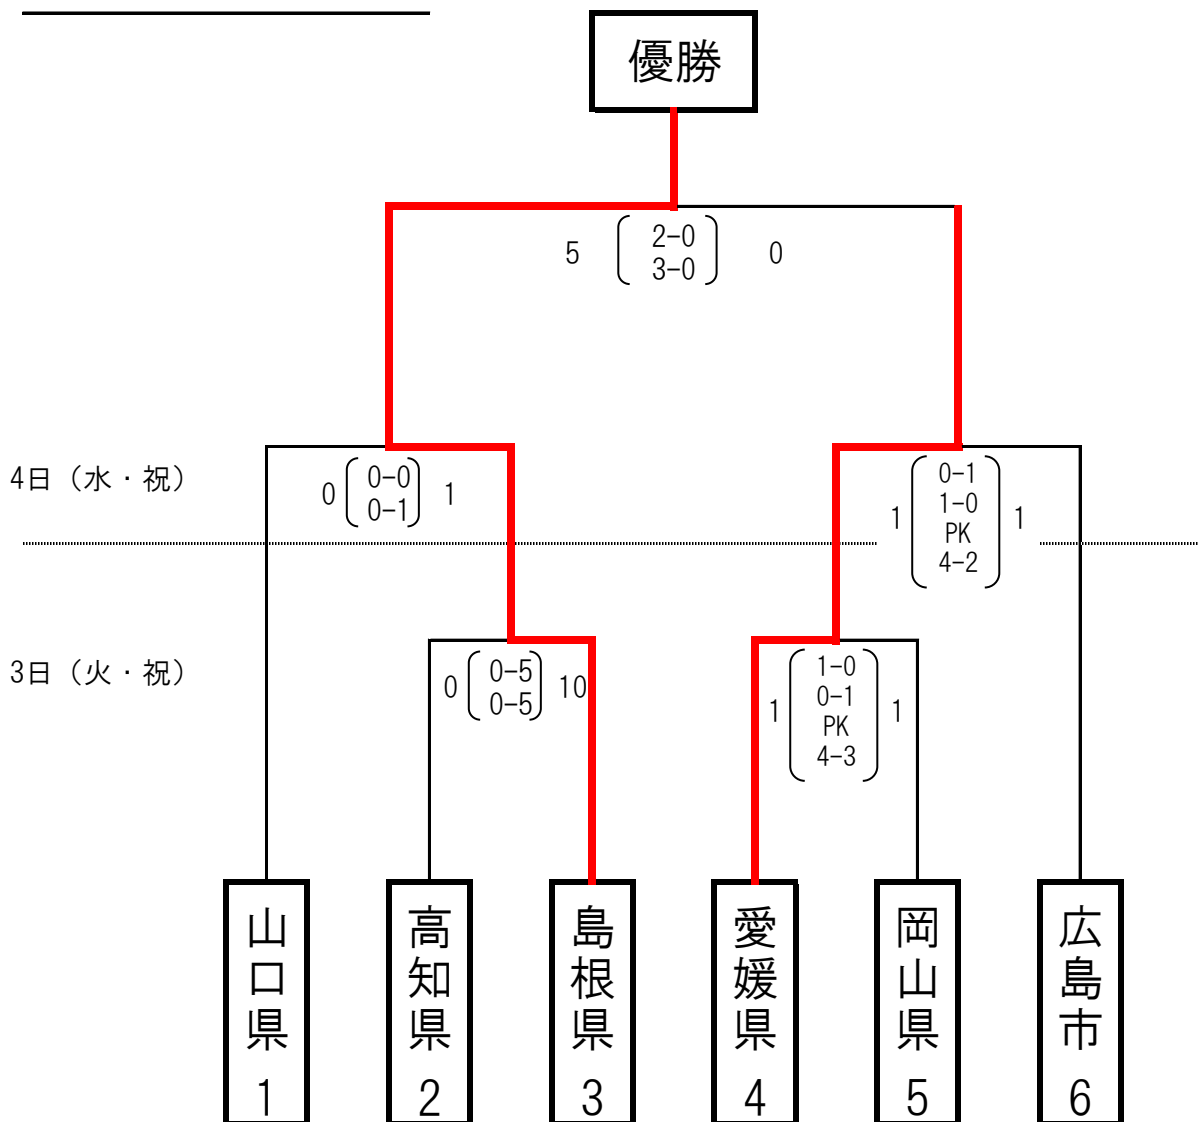 優勝
5 2-0 0
3-0
4日（水・祝）
0 0-0 1
0-1
1 0-1 1
1-0
PK
4-2
3日（火・祝）
0 0-5 10
0-5
1 1-0 1
0-1
PK
4-3
山口県 1
高知県 2
島根県 3
愛媛県 4
岡山県 5
広島市 6